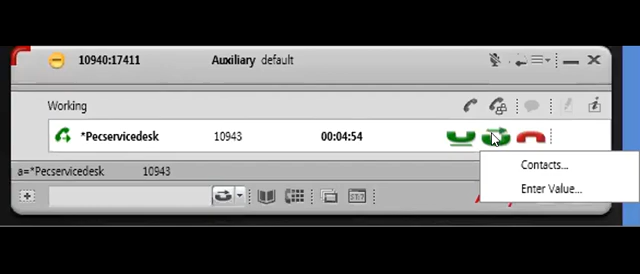 10940:17411 Auxiliary default
Working
*Pecservicedesk 10943 00:04:54
Contacts...
a=*Pecservicedesk 10943
Enter Value...